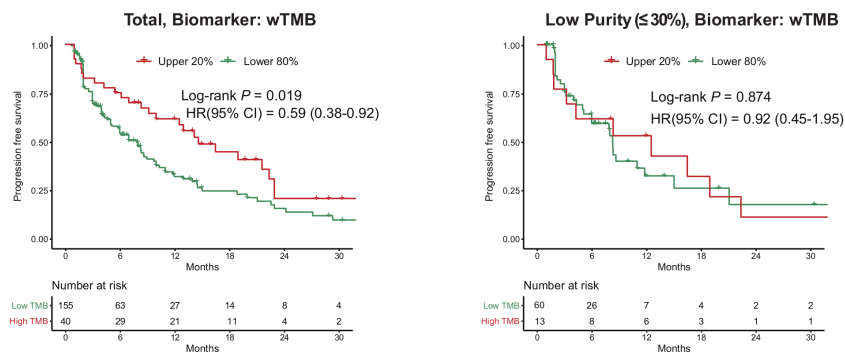 Total, Biomarker: wTMB
Progression free survival
1.00
0.75
0.50
0.25
0.00
Upper 20% Lower 80%
Log-rank P = 0.019
HR(95% CI) = 0.59 (0.38-0.92)
0 6 12 18 24 30
Months
Number at risk
Low TMB 155 63 27 14 8 4
High TMB 40 29 21 11 4 2
0 6 12 18 24 30
Months
Low Purity (≤30%), Biomarker: wTMB
Progression free survival
1.00
0.75
0.50
0.25
0.00
Upper 20% Lower 80%
Log-rank P = 0.874
HR(95% CI) = 0.92 (0.45-1.95)
0 6 12 18 24 30
Months
Number at risk
Low TMB 60 26 7 4 2 2
High TMB 13 8 6 3 1 1
0 6 12 18 24 30
Months